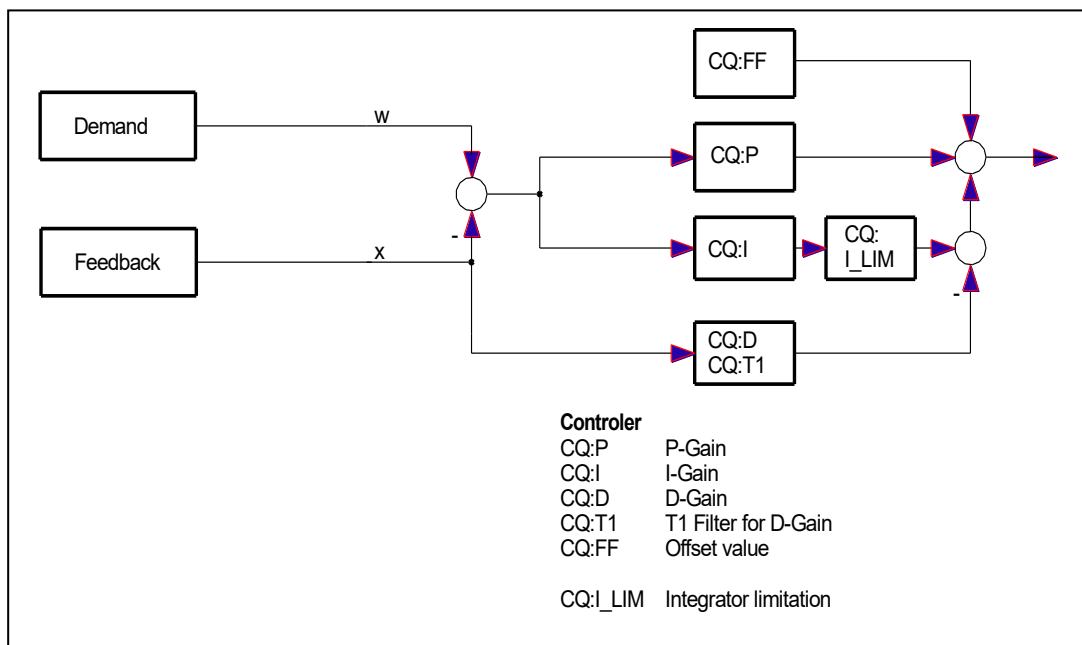 CQ:FF
Demand
w
CQ:P
-
Feedback
x
CQ:I
CQ:
I_LIM
-
CQ:D
CQ:T1
Controler
CQ:P P-Gain
CQ:I I-Gain
CQ:D D-Gain
CQ:T1 T1 Filter for D-Gain
CQ:FF Offset value
CQ:I_LIM Integrator limitation